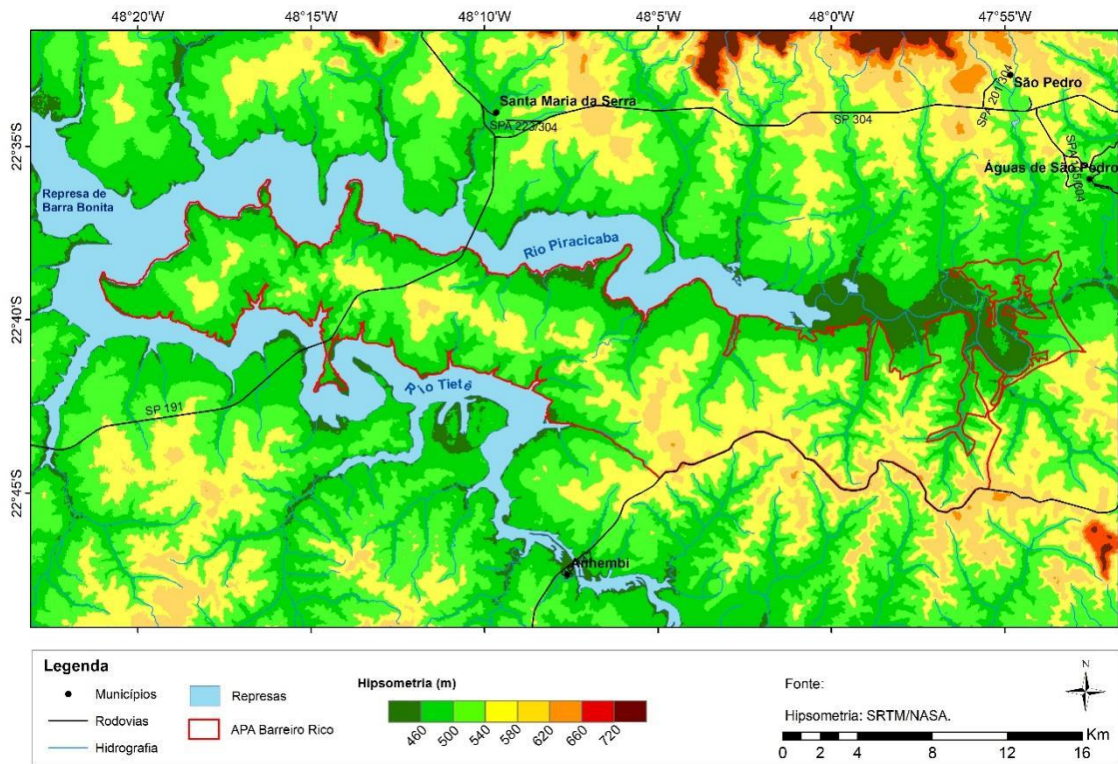 48°20'W 48°15'W 48°10'W 48°5'W 48°0'W 47°55'W
São Pedro
SPA 201/304
Santa Maria da Serra
SP 304
SPA 223/304
22°35'S
Águas de São Pedro
Represa de
Barra Bonita
Rio Piracicaba
22°40'S
Rio Tietê
SP 191
22°45'S
Anhembi
Legenda
Municípios
Rodovias
Hidrografia
Represas
APA Barreiro Rico
Hipsometria (m)
460 500 540 580 620 660 720
Fonte:
Hipsometria: SRTM/NASA.
N
Km
0 2 4 8 12 16